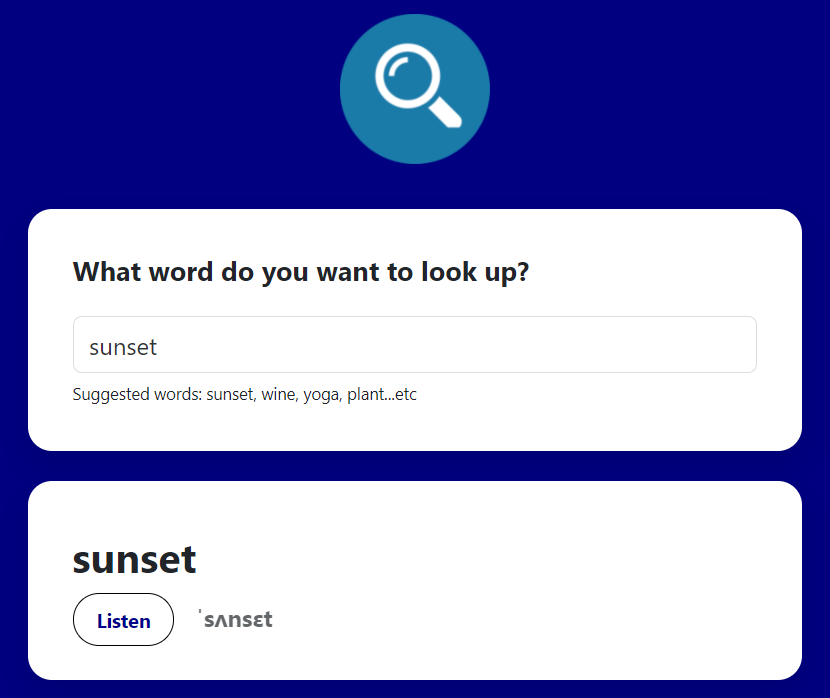 What word do you want to look up?
sunset
Suggested words: sunset, wine, yoga, plant...etc
sunset
Listen ˈsʌnsɛt